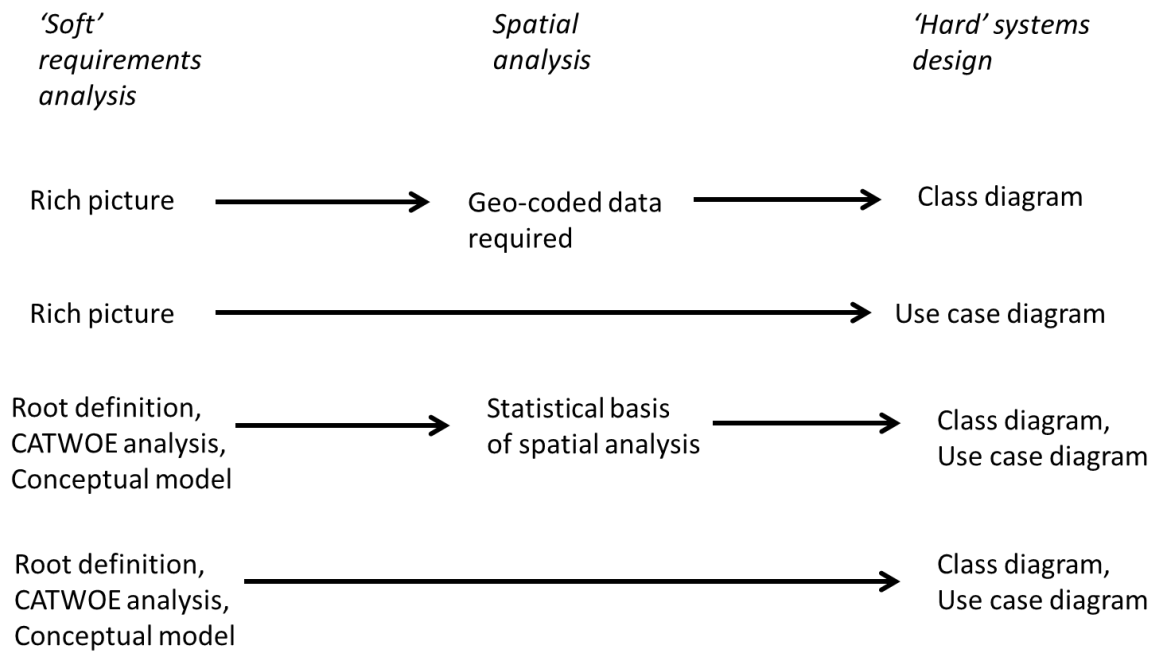 ‘Soft’
requirements
analysis
Spatial
analysis
‘Hard’ systems
design
Rich picture
Geo-coded data
required
Class diagram
Rich picture
Use case diagram
Root definition,
CATWOE analysis,
Conceptual model
Statistical basis
of spatial analysis
Class diagram,
Use case diagram
Root definition,
CATWOE analysis,
Conceptual model
Class diagram,
Use case diagram